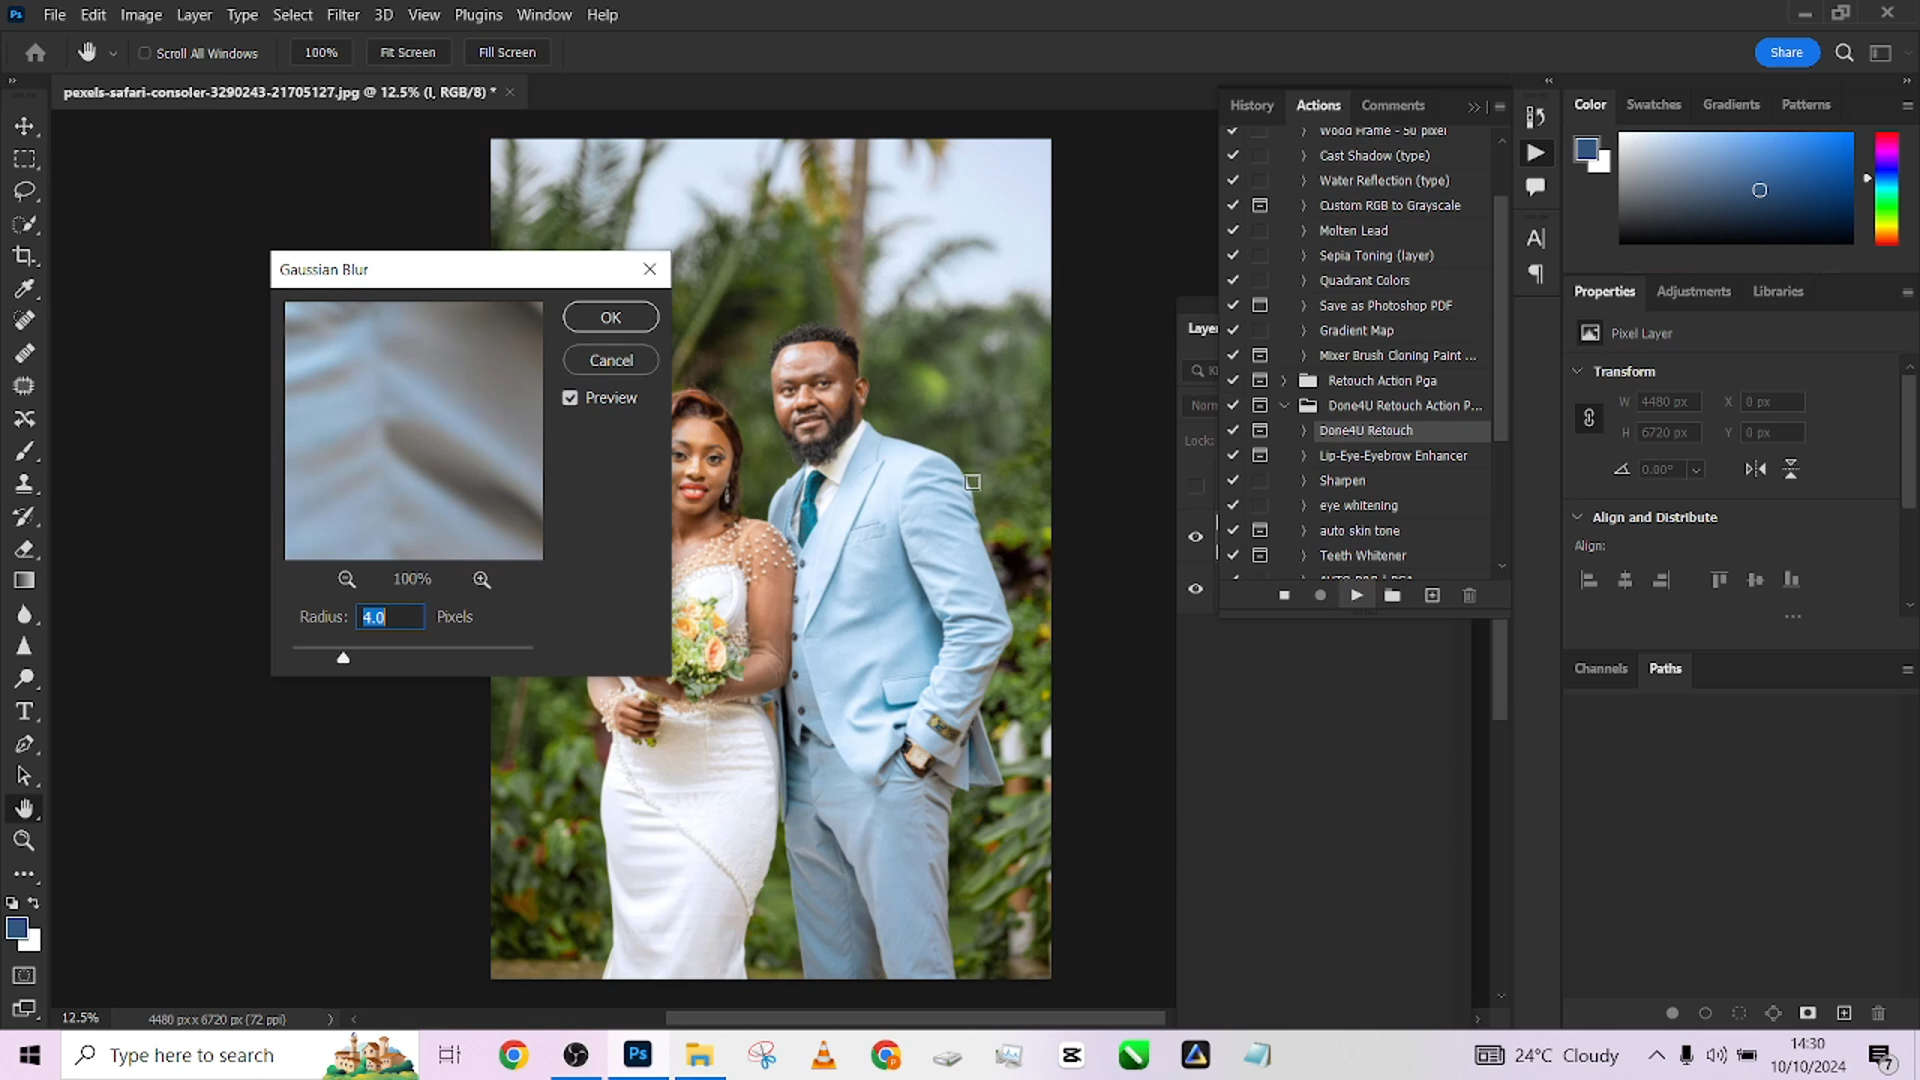 Ps File Edit Image Layer Type Select Filter 3D View Plugins Window Help
Scroll All Windows 100% Fit Screen Fill Screen Share
pexels-safari-consoler-3290243-21705127.jpg @ 12.5% (l, RGB/8) *
History Actions Comments
Wood Frame - 50 pixel
Cast Shadow (type)
Water Reflection (type)
Custom RGB to Grayscale
Molten Lead
Sepia Toning (layer)
Quadrant Colors
Save as Photoshop PDF
Gradient Map
Mixer Brush Cloning Paint ...
Retouch Action Pga
Done4U Retouch Action P...
Done4U Retouch
Lip-Eye-Eyebrow Enhancer
Sharpen
eye whitening
auto skin tone
Teeth Whitener
Color Swatches Gradients Patterns
Properties Adjustments Libraries
Pixel Layer
Transform
W 4480 px X 0 px
H 6720 px Y 0 px
0.00°
Align and Distribute
Align:
Channels Paths
Layer
Norm
Lock:
Gaussian Blur
OK
Cancel
Preview
100%
Radius: 4.0 Pixels
12.5% 4480 px x 6720 px (72 ppi)
Type here to search
Ps
24°C Cloudy
14:30
10/10/2024
7